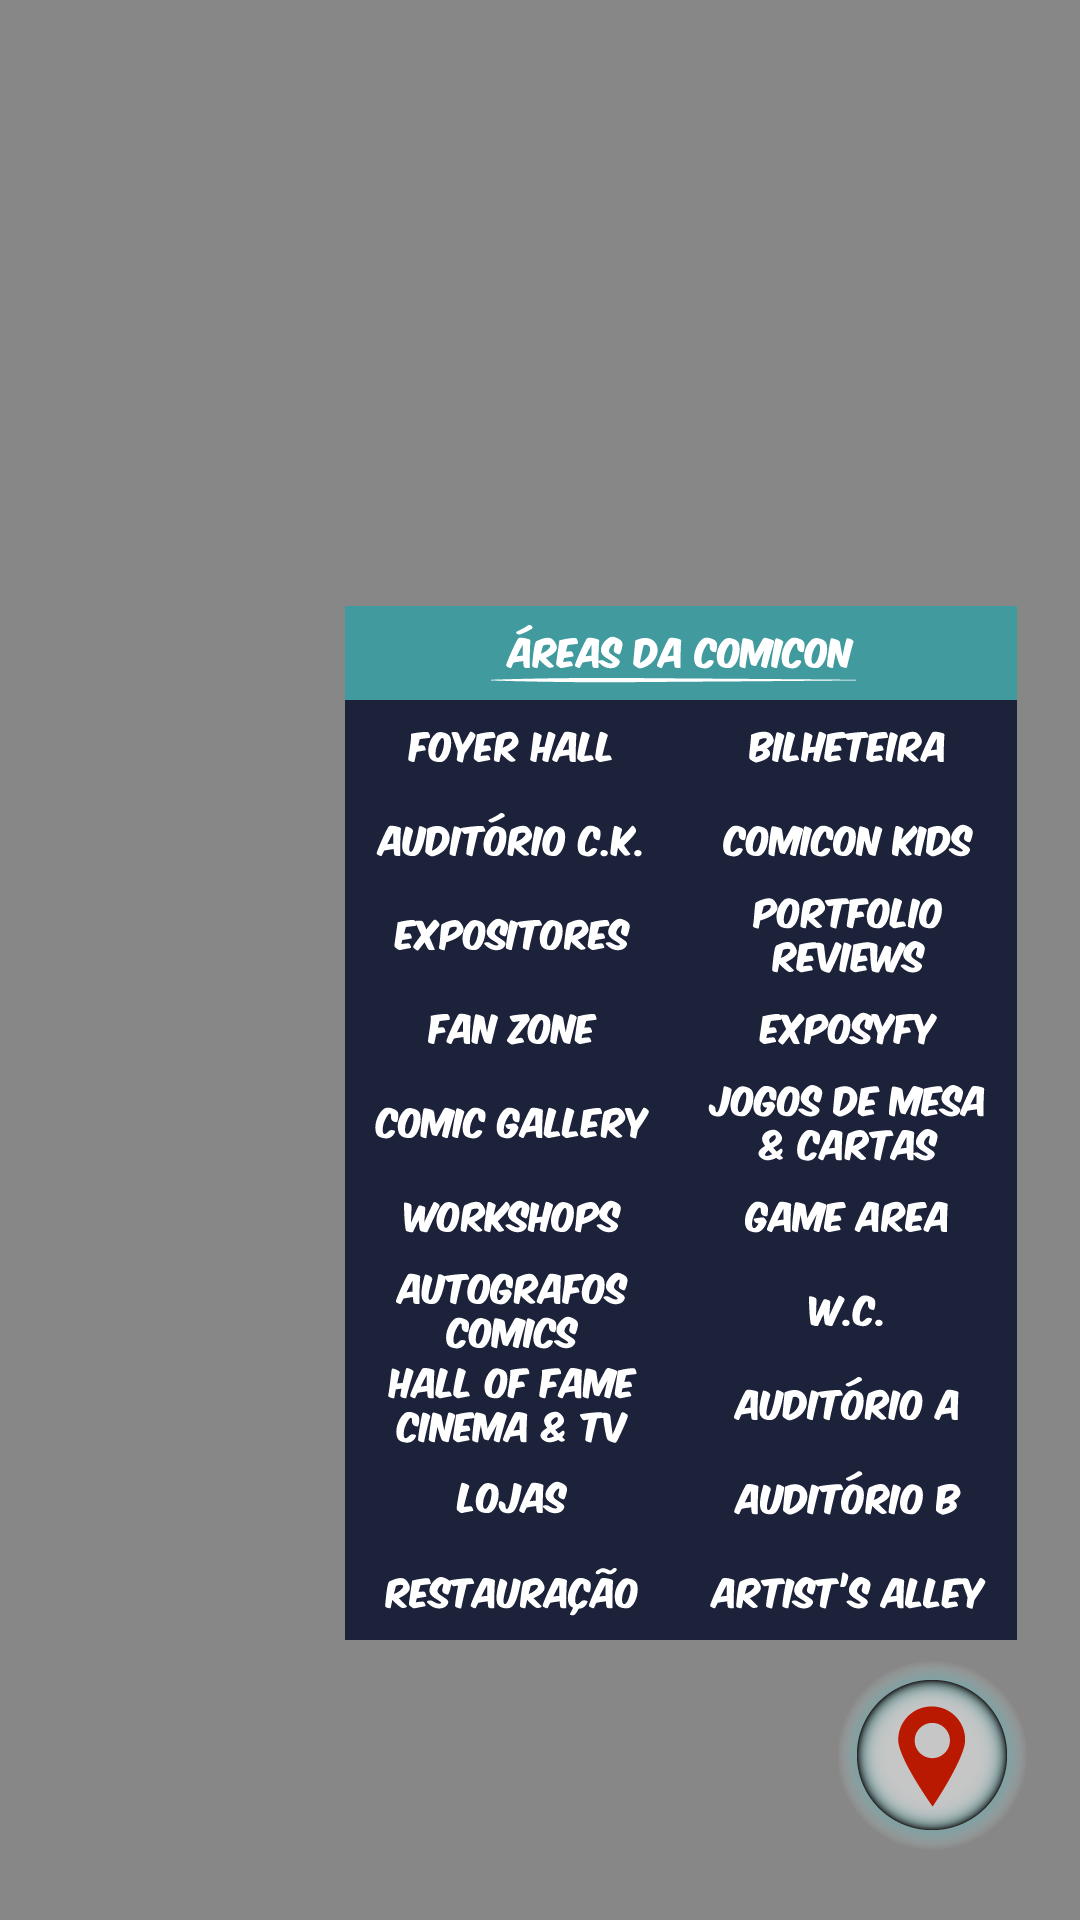 ÁREAS DA COMICON
FOYER HALL
BILHETEIRA
AUDITÓRIO C.K.
COMICON KIDS
EXPOSITORES
PORTFOLIO
REVIEWS
FAN ZONE
EXPOSYFY
COMIC GALLERY
JOGOS DE MESA
& CARTAS
WORKSHOPS
GAME AREA
AUTOGRAFOS
COMICS
W.C.
HALL OF FAME
CINEMA & TV
AUDITÓRIO A
LOJAS
AUDITÓRIO B
RESTAURAÇÃO
ARTIST'S ALLEY